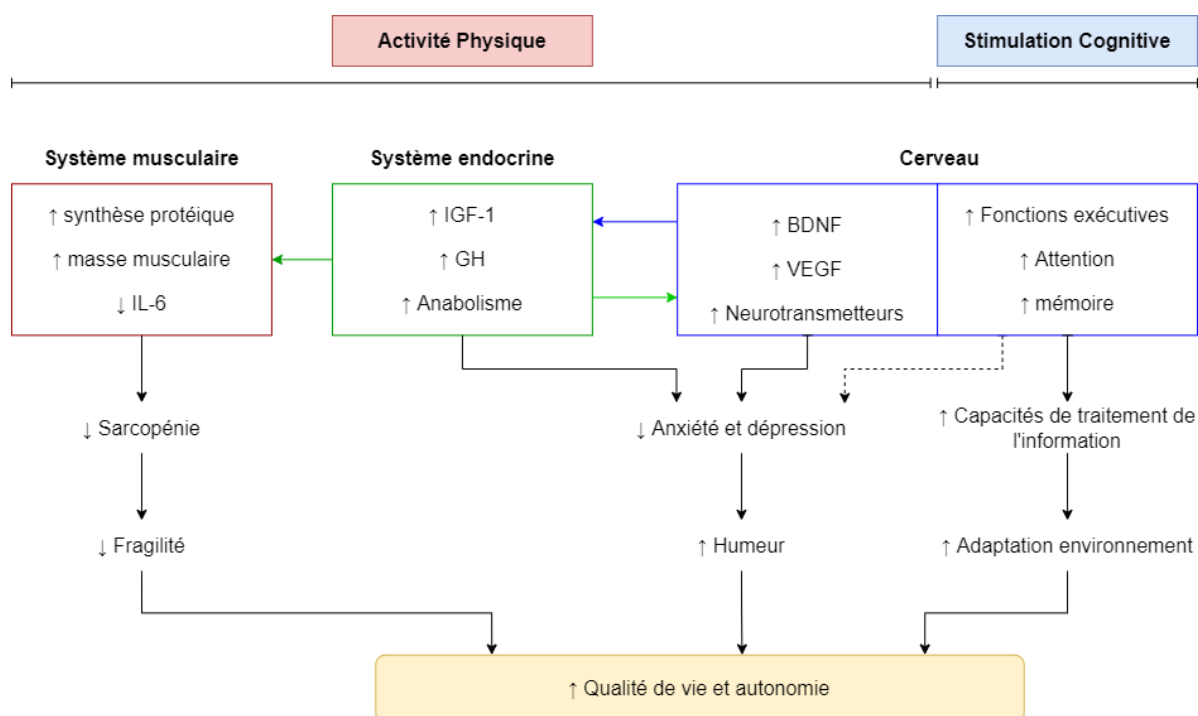 Activité Physique
Stimulation Cognitive
Système musculaire
Système endocrine
Cerveau
↑ synthèse protéique
↑ masse musculaire
↓ IL-6
↑ IGF-1
↑ GH
↑ Anabolisme
↑ BDNF
↑ VEGF
↑ Neurotransmetteurs
↑ Fonctions exécutives
↑ Attention
↑ mémoire
↓ Sarcopénie
↓ Anxiété et dépression
↑ Capacités de traitement de
l'information
↓ Fragilité
↑ Humeur
↑ Adaptation environnement
↑ Qualité de vie et autonomie